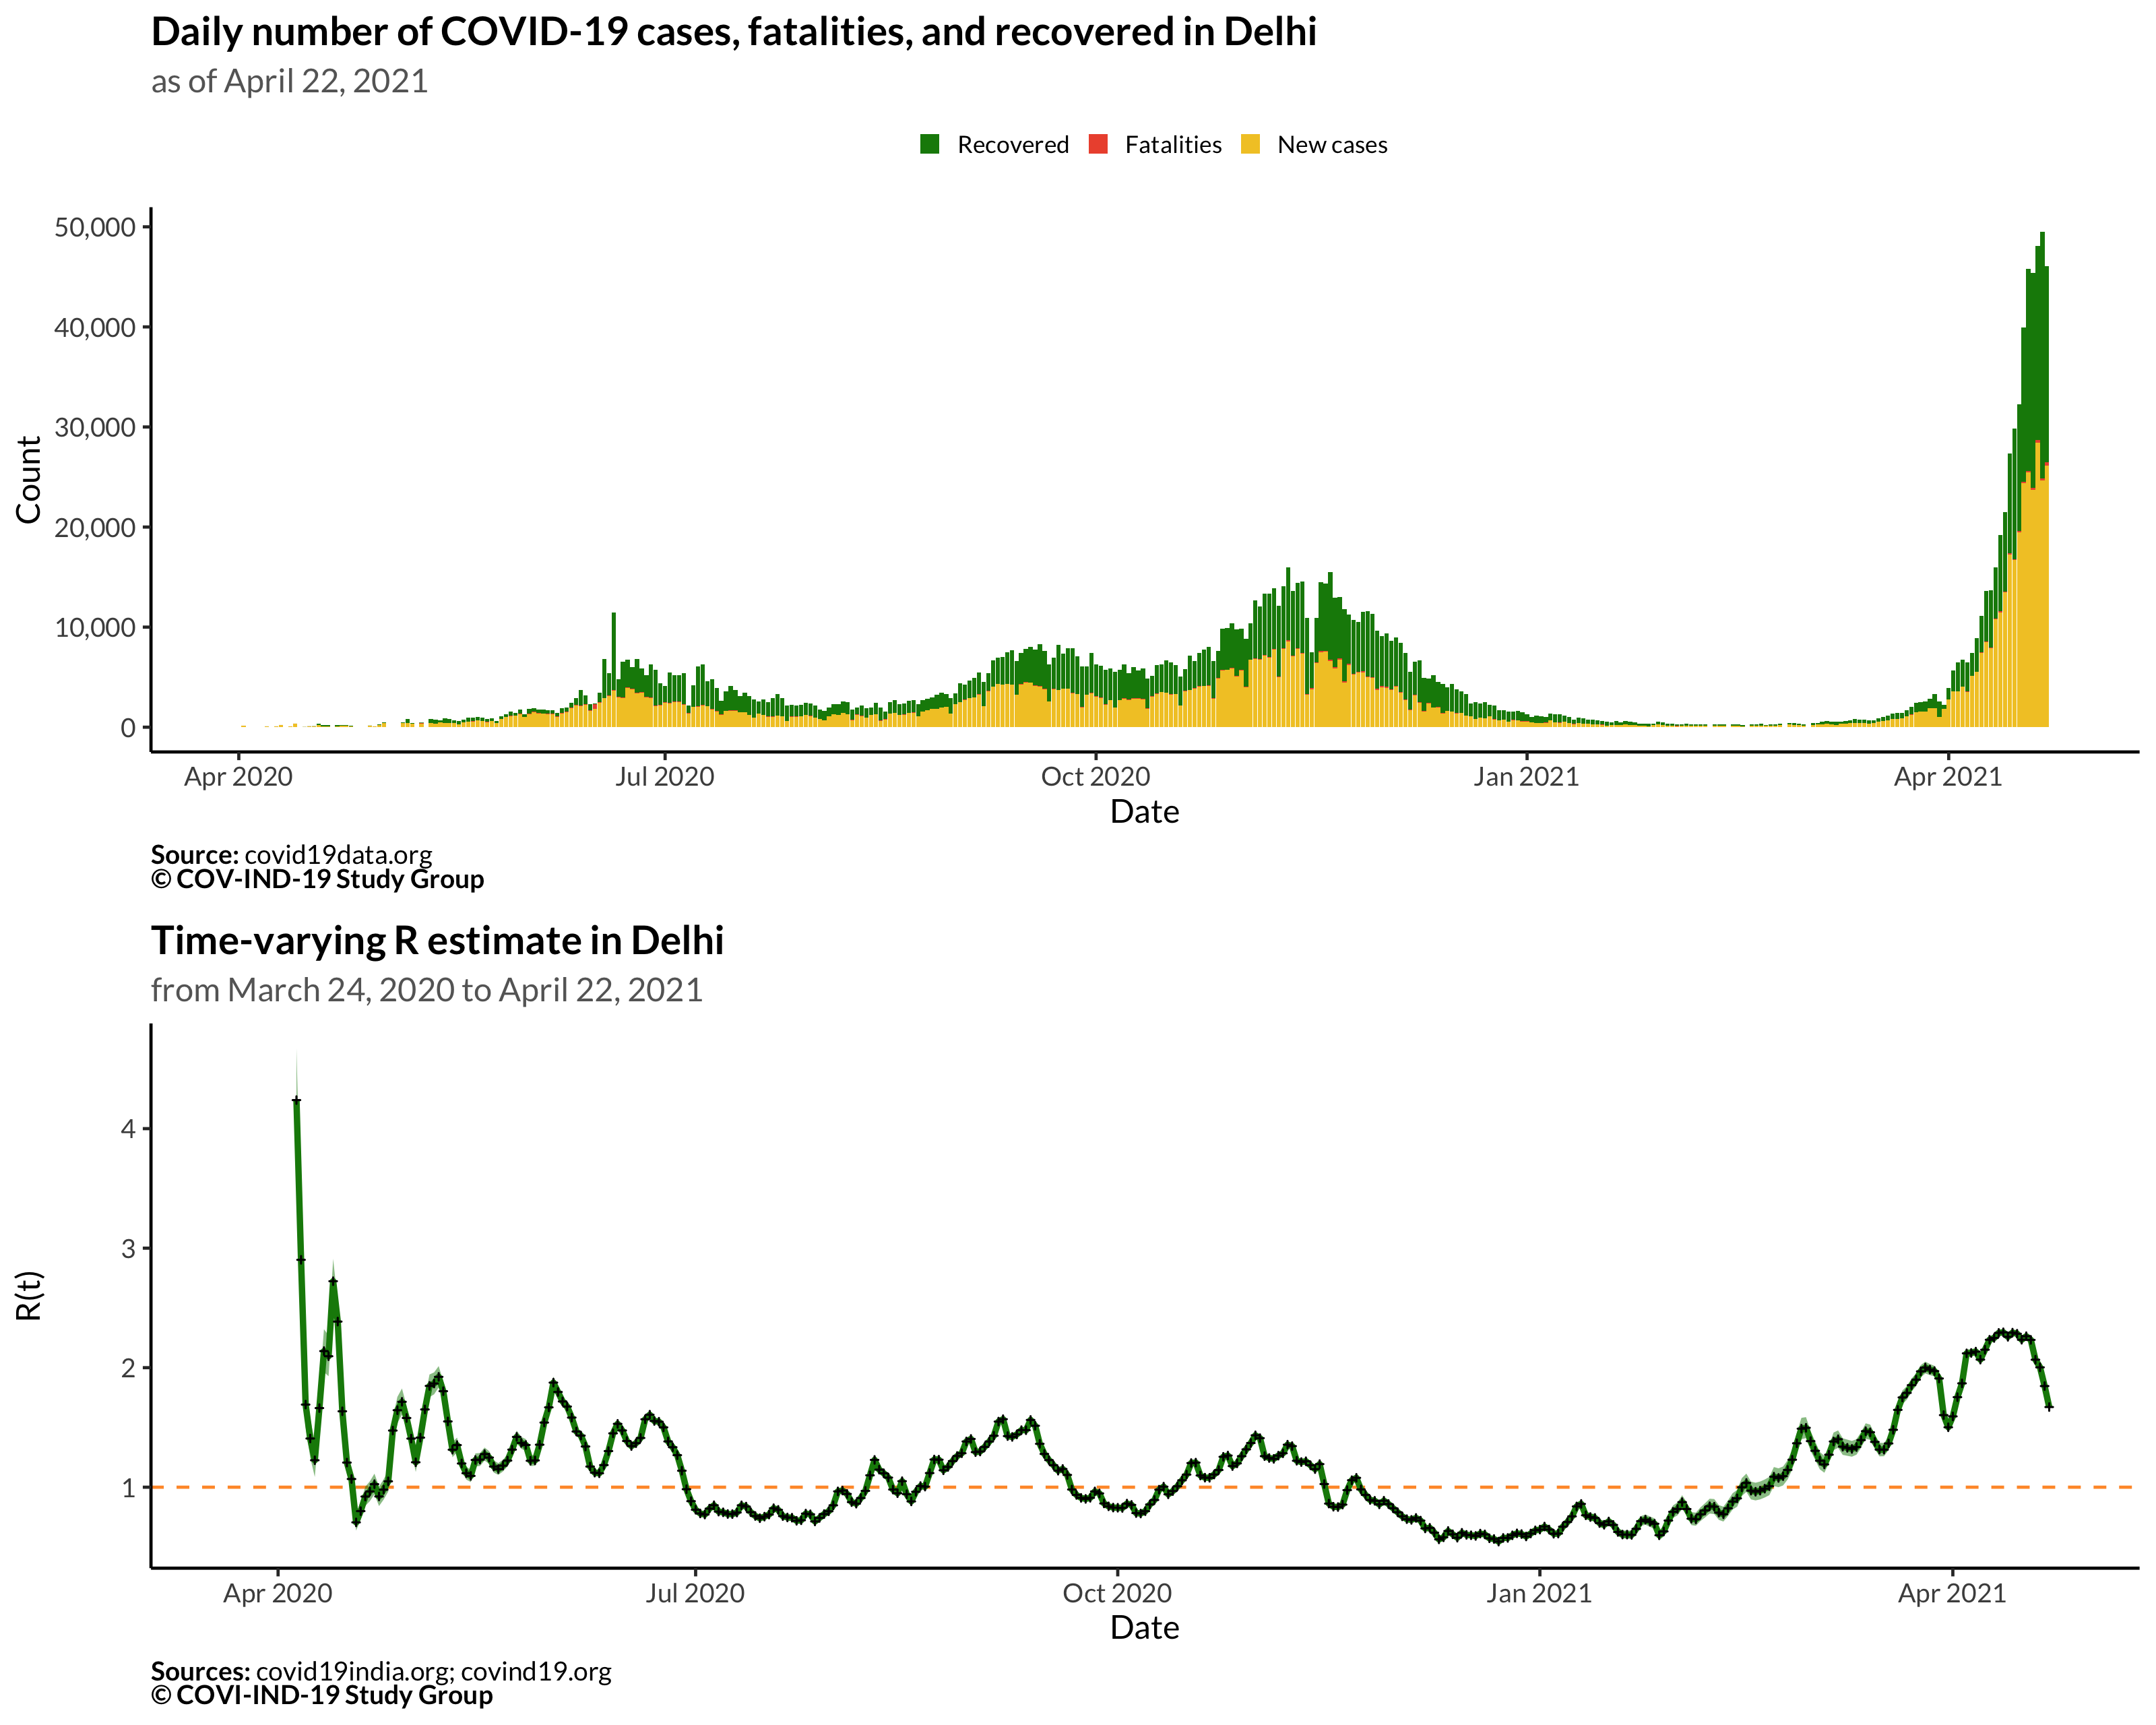 Daily number of COVID-19 cases, fatalities, and recovered in Delhi
as of April 22, 2021
Recovered Fatalities New cases
50,000
40,000
30,000
20,000
10,000
0
Count
Apr 2020 Jul 2020 Oct 2020 Jan 2021 Apr 2021
Date
Source: covid19data.org
© COV-IND-19 Study Group
Time-varying R estimate in Delhi
from March 24, 2020 to April 22, 2021
4
3
2
1
R(t)
Apr 2020 Jul 2020 Oct 2020 Jan 2021 Apr 2021
Date
Sources: covid19india.org; covind19.org
© COVI-IND-19 Study Group